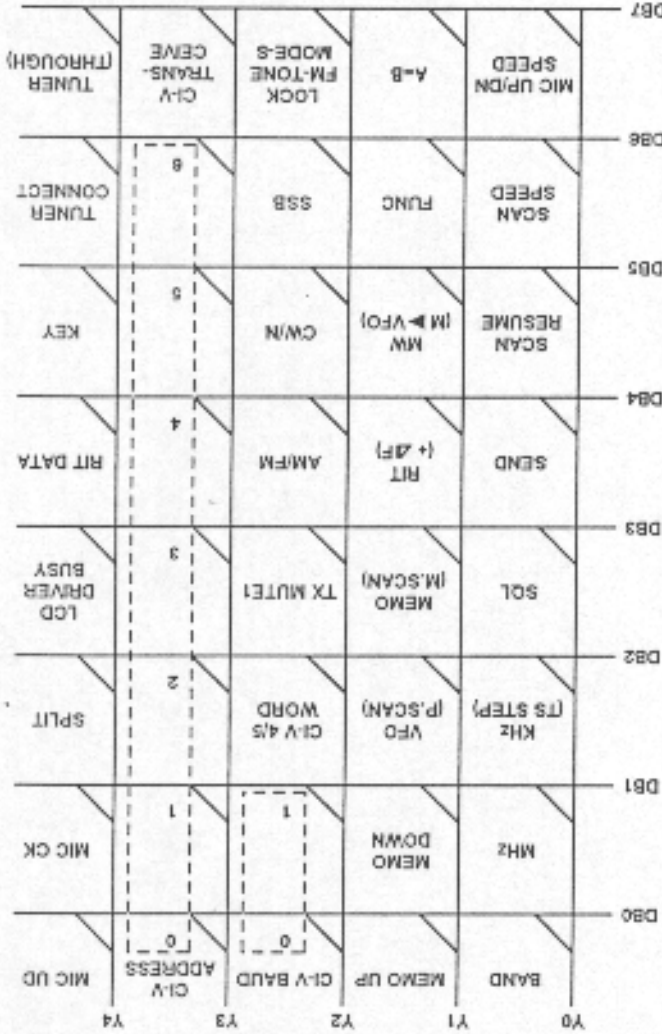 Y0 Y1 Y2 Y3 Y4
BAND
MEMO UP
CI-V BAUD
0
CI-V
ADDRESS
0
MIC UD
DB0
MHz
MEMO
DOWN
1
1
MIC CK
DB1
KHz
(TS STEP)
VFO
(P.SCAN)
CI-V 4/5
WORD
2
SPLIT
DB2
SQL
MEMO
(M.SCAN)
TX MUTE1
3
LCD
DRIVER
BUSY
DB3
SEND
RIT
(+ ⊿F)
AM/FM
4
RIT DATA
DB4
SCAN
RESUME
MW
(M ▶ VFO)
CW/N
5
KEY
DB5
SCAN
SPEED
FUNC
SSB
6
TUNER
CONNECT
DB6
MIC UP/DN
SPEED
A=B
LOCK
FM-TONE
MODE-S
CI-V
TRANS-
CEIVE
TUNER
(THROUGH)
DB7